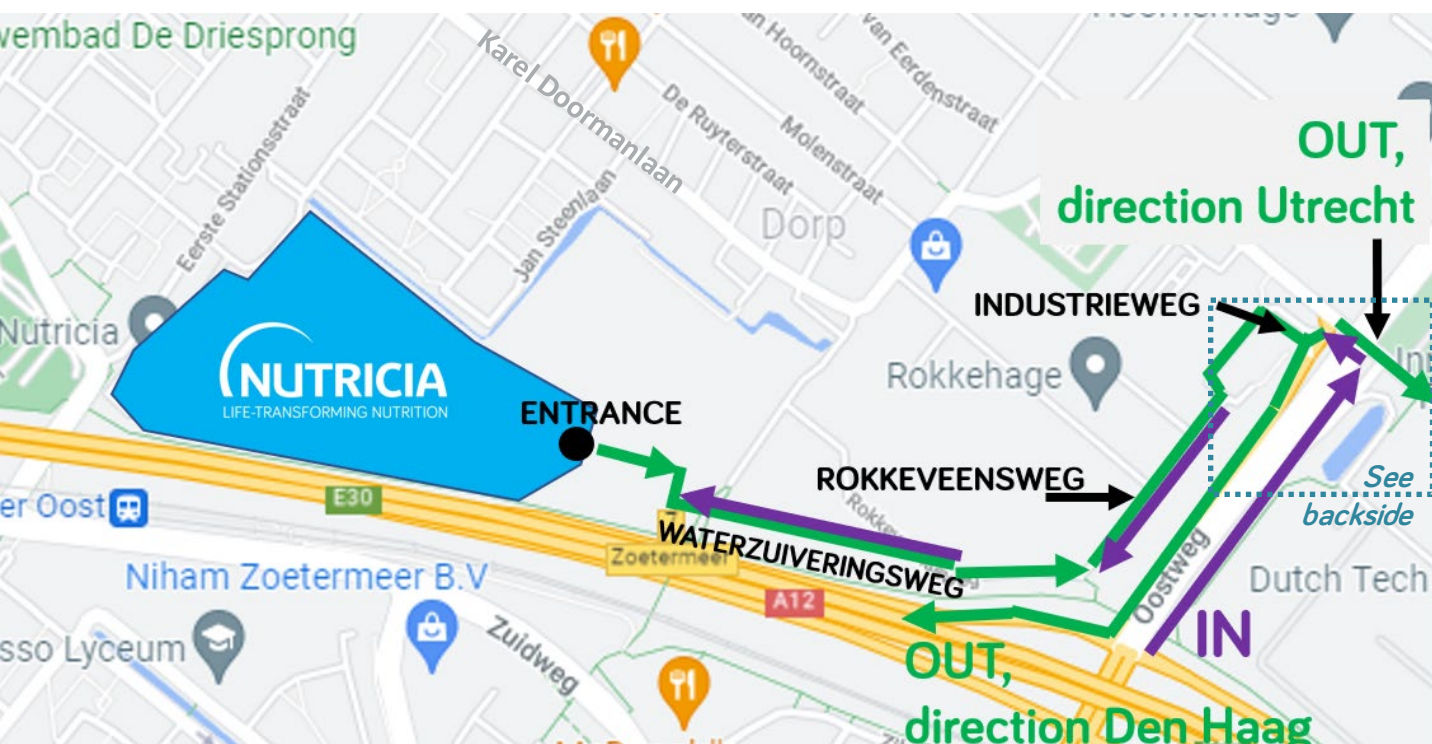 wembad De Driesprong
Karel Doormanlaan
van Hoornstraat
van Eerdenstraat
De Ruyterstraat
Molenstraat
Eerste Stationsstraat
Jan Steenlaan
Dorp
OUT,
direction Utrecht
INDUSTRIEWEG
Nutricia
NUTRICIA
LIFE-TRANSFORMING NUTRITION
Rokkehage
ENTRANCE
ROKKEVEENSWEG
See
backside
er Oost
E30
WATERZUIVERINGSWEG
Zoetermeer
A12
Oostweg
Dutch Tech
Niham Zoetermeer B.V
sso Lyceum
Zuidweg
IN
OUT,
direction Den Haag